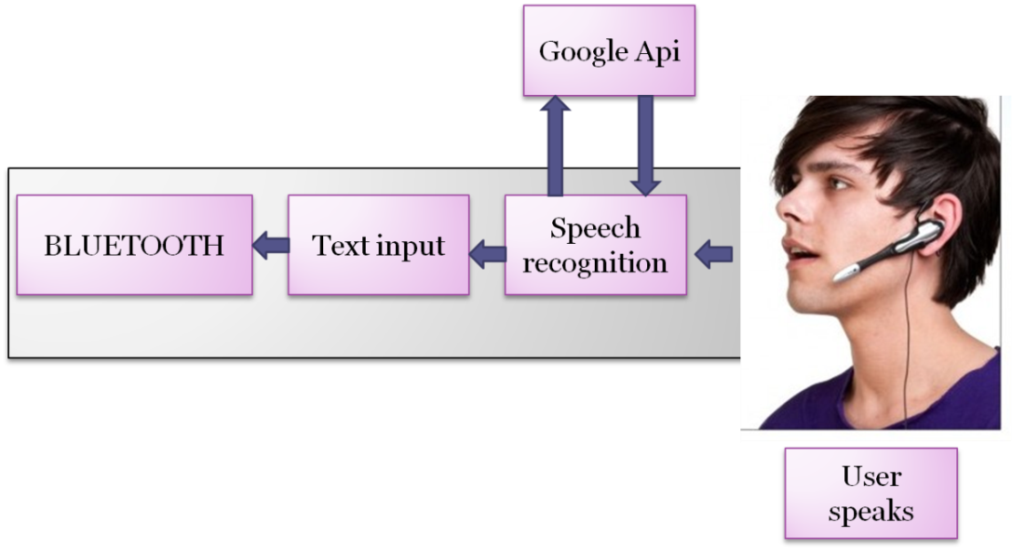 Google Api
BLUETOOTH
Text input
Speech
recognition
User
speaks